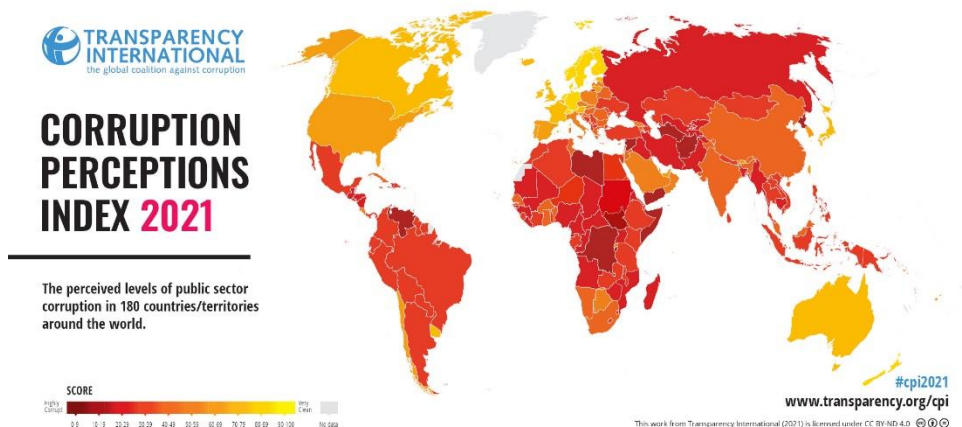 TRANSPARENCY
INTERNATIONAL
the global coalition against corruption
CORRUPTION
PERCEPTIONS
INDEX 2021
The perceived levels of public sector
corruption in 180 countries/territories
around the world.
SCORE
Highly
Corrupt
Very
Clean
0-9 10-19 20-29 30-39 40-49 50-59 60-69 70-79 80-89 90-100 No data
#cpi2021
www.transparency.org/cpi
This work from Transparency International (2021) is licensed under CC BY-ND 4.0